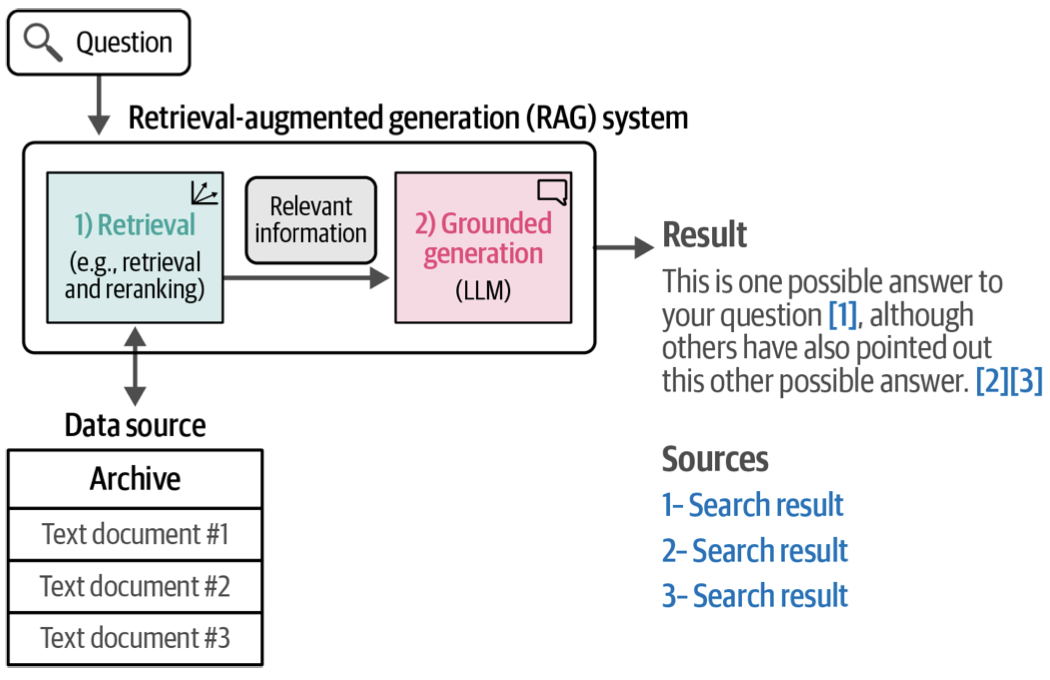 Question
Retrieval-augmented generation (RAG) system
1) Retrieval
(e.g., retrieval
and reranking)
Relevant
information
2) Grounded
generation
(LLM)
Result
This is one possible answer to
your question [1], although
others have also pointed out
this other possible answer. [2][3]
Data source
Archive
Text document #1
Text document #2
Text document #3
Sources
1– Search result
2– Search result
3– Search result